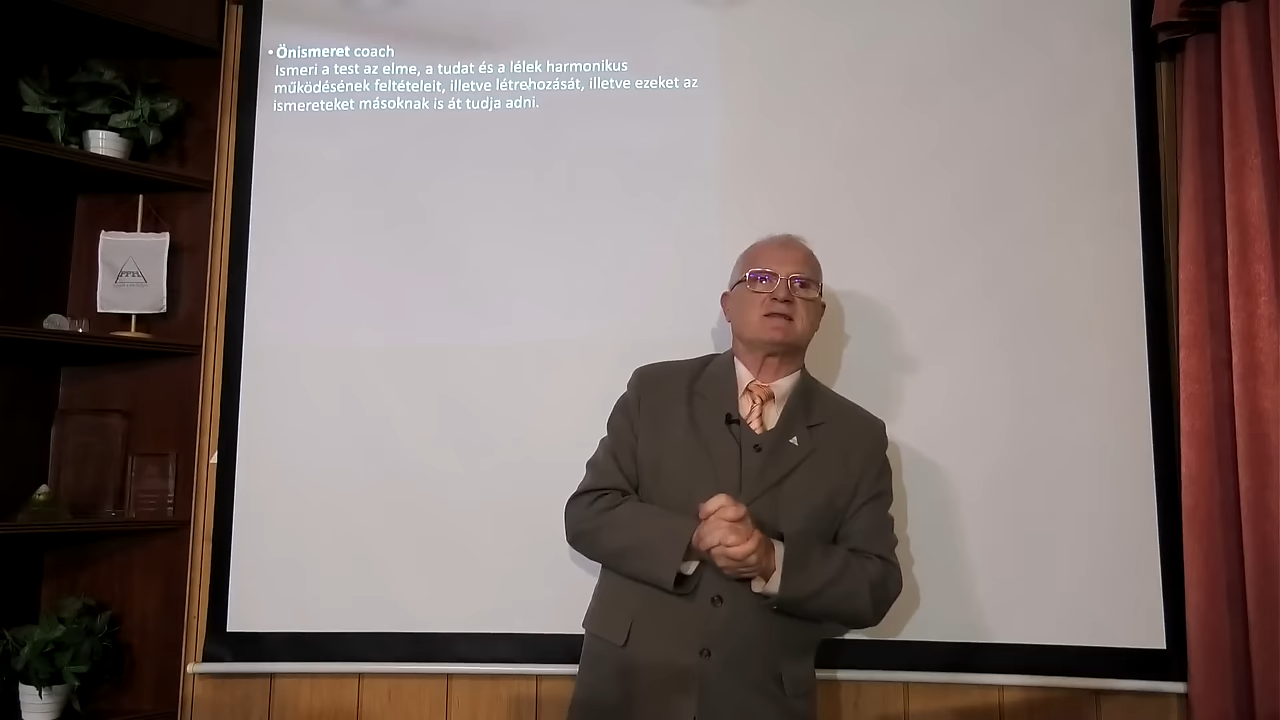 • Önismeret coach
Ismeri a test az elme, a tudat és a lélek harmonikus
működésének feltételeit, illetve létrehozását, illetve ezeket az
ismereteket másoknak is át tudja adni.